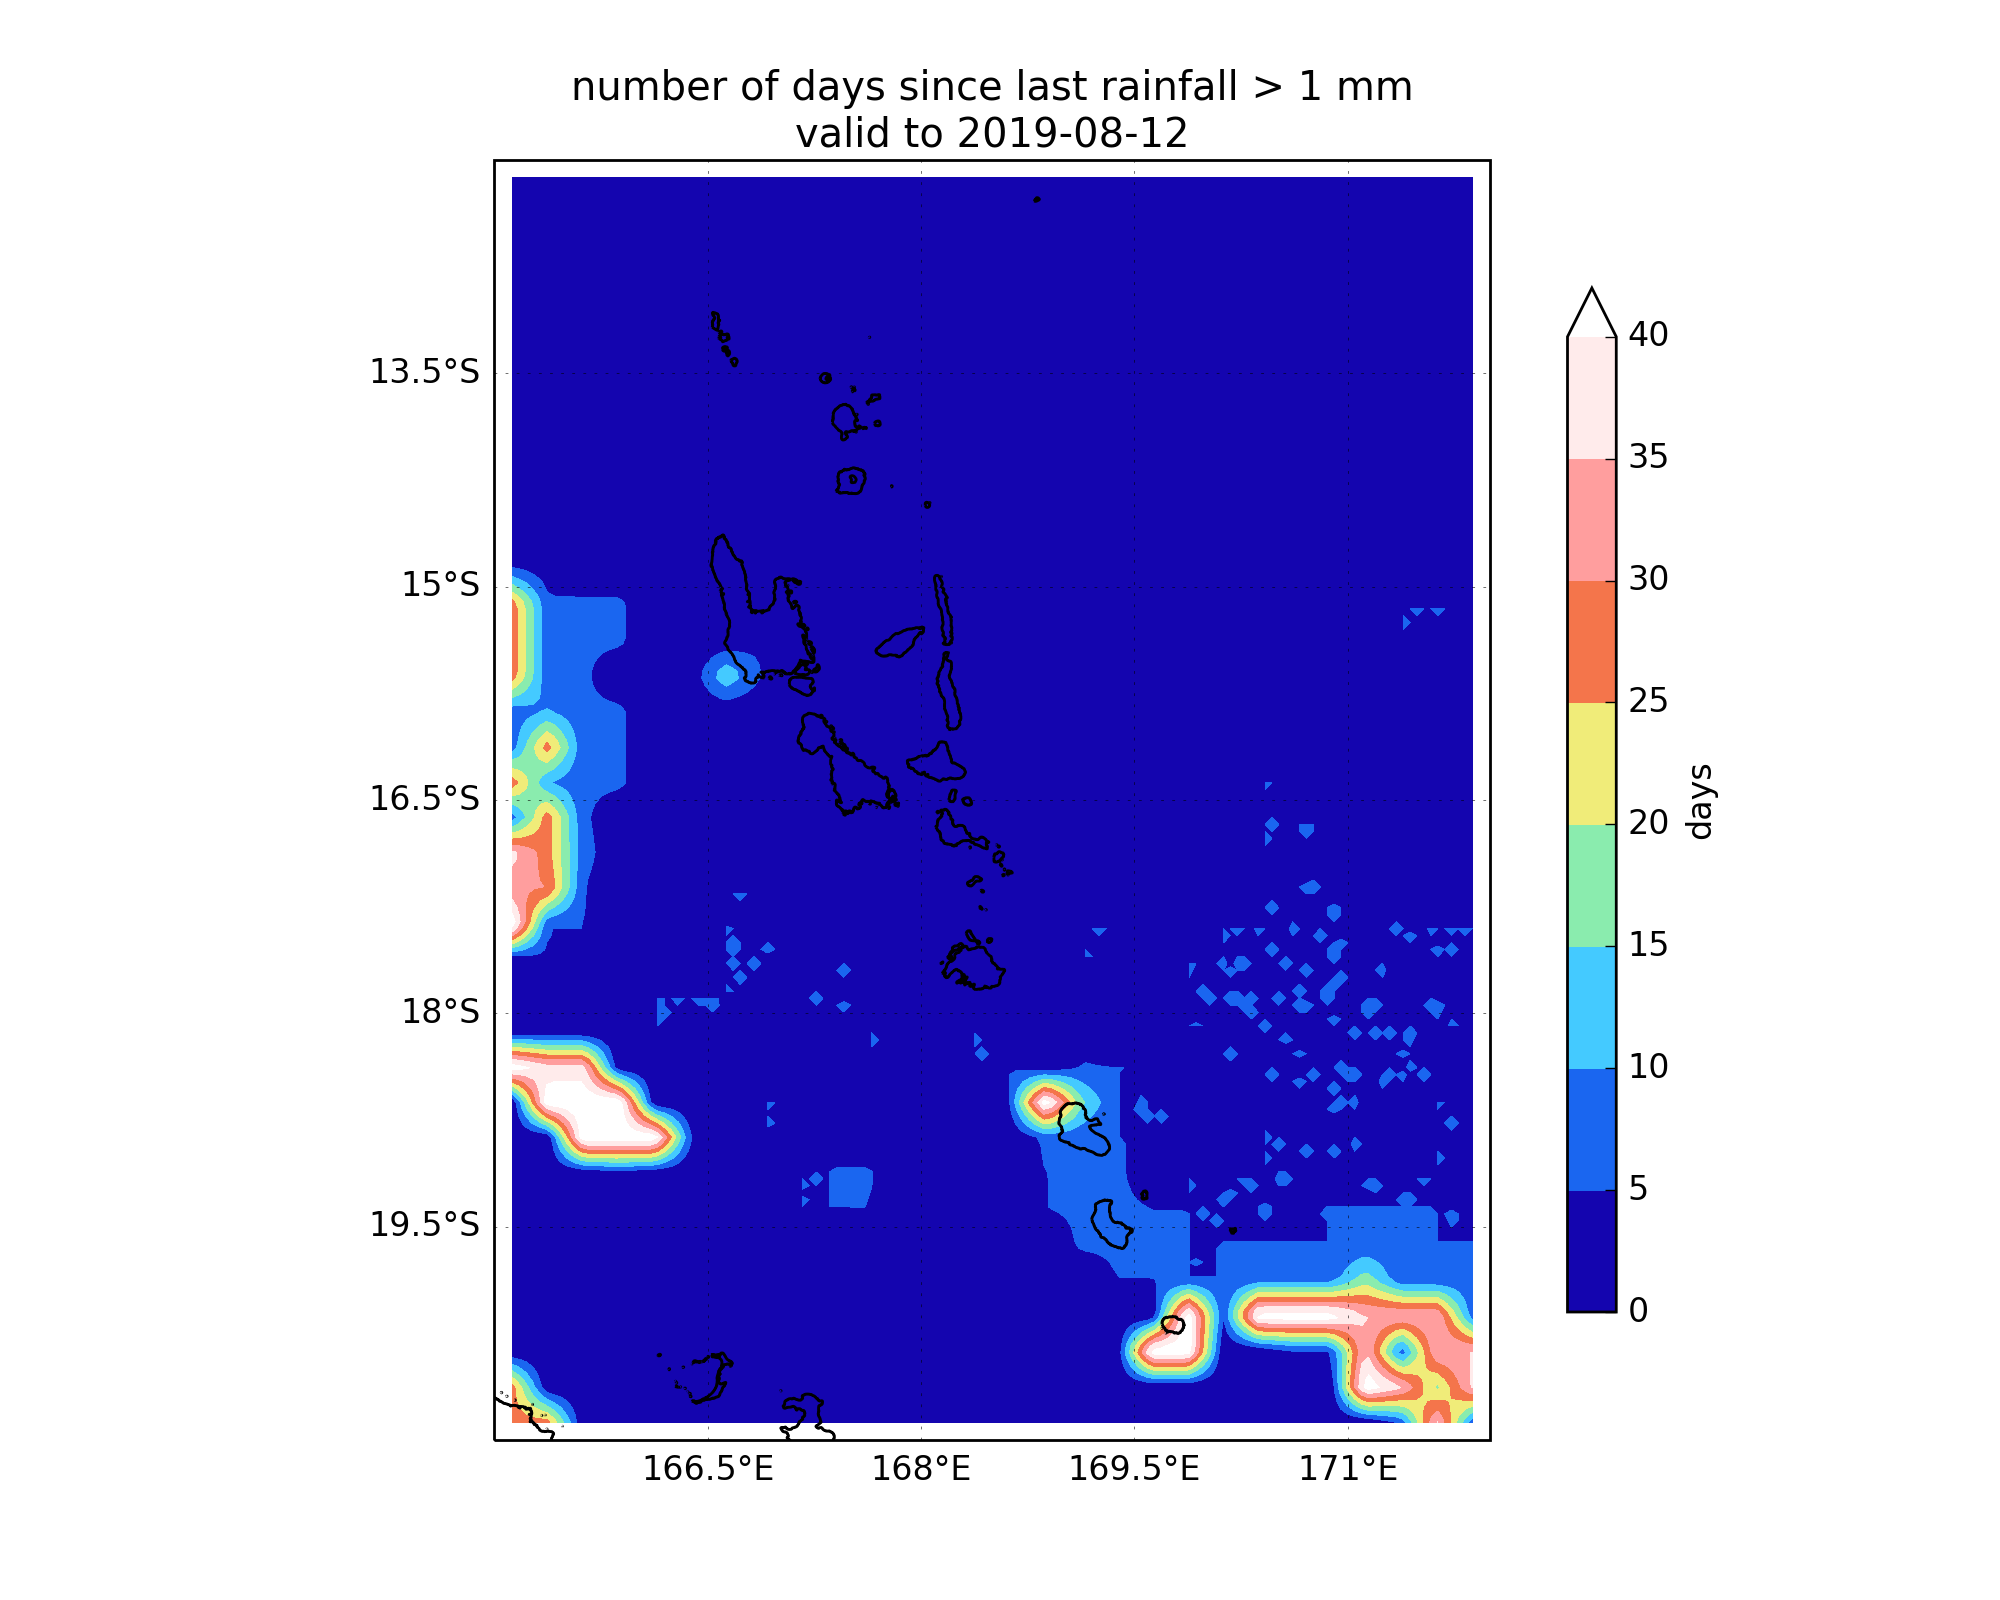 number of days since last rainfall > 1 mm
valid to 2019-08-12
13.5°S
15°S
16.5°S
18°S
19.5°S
166.5°E
168°E
169.5°E
171°E
40
35
30
25
20
15
10
5
0
days